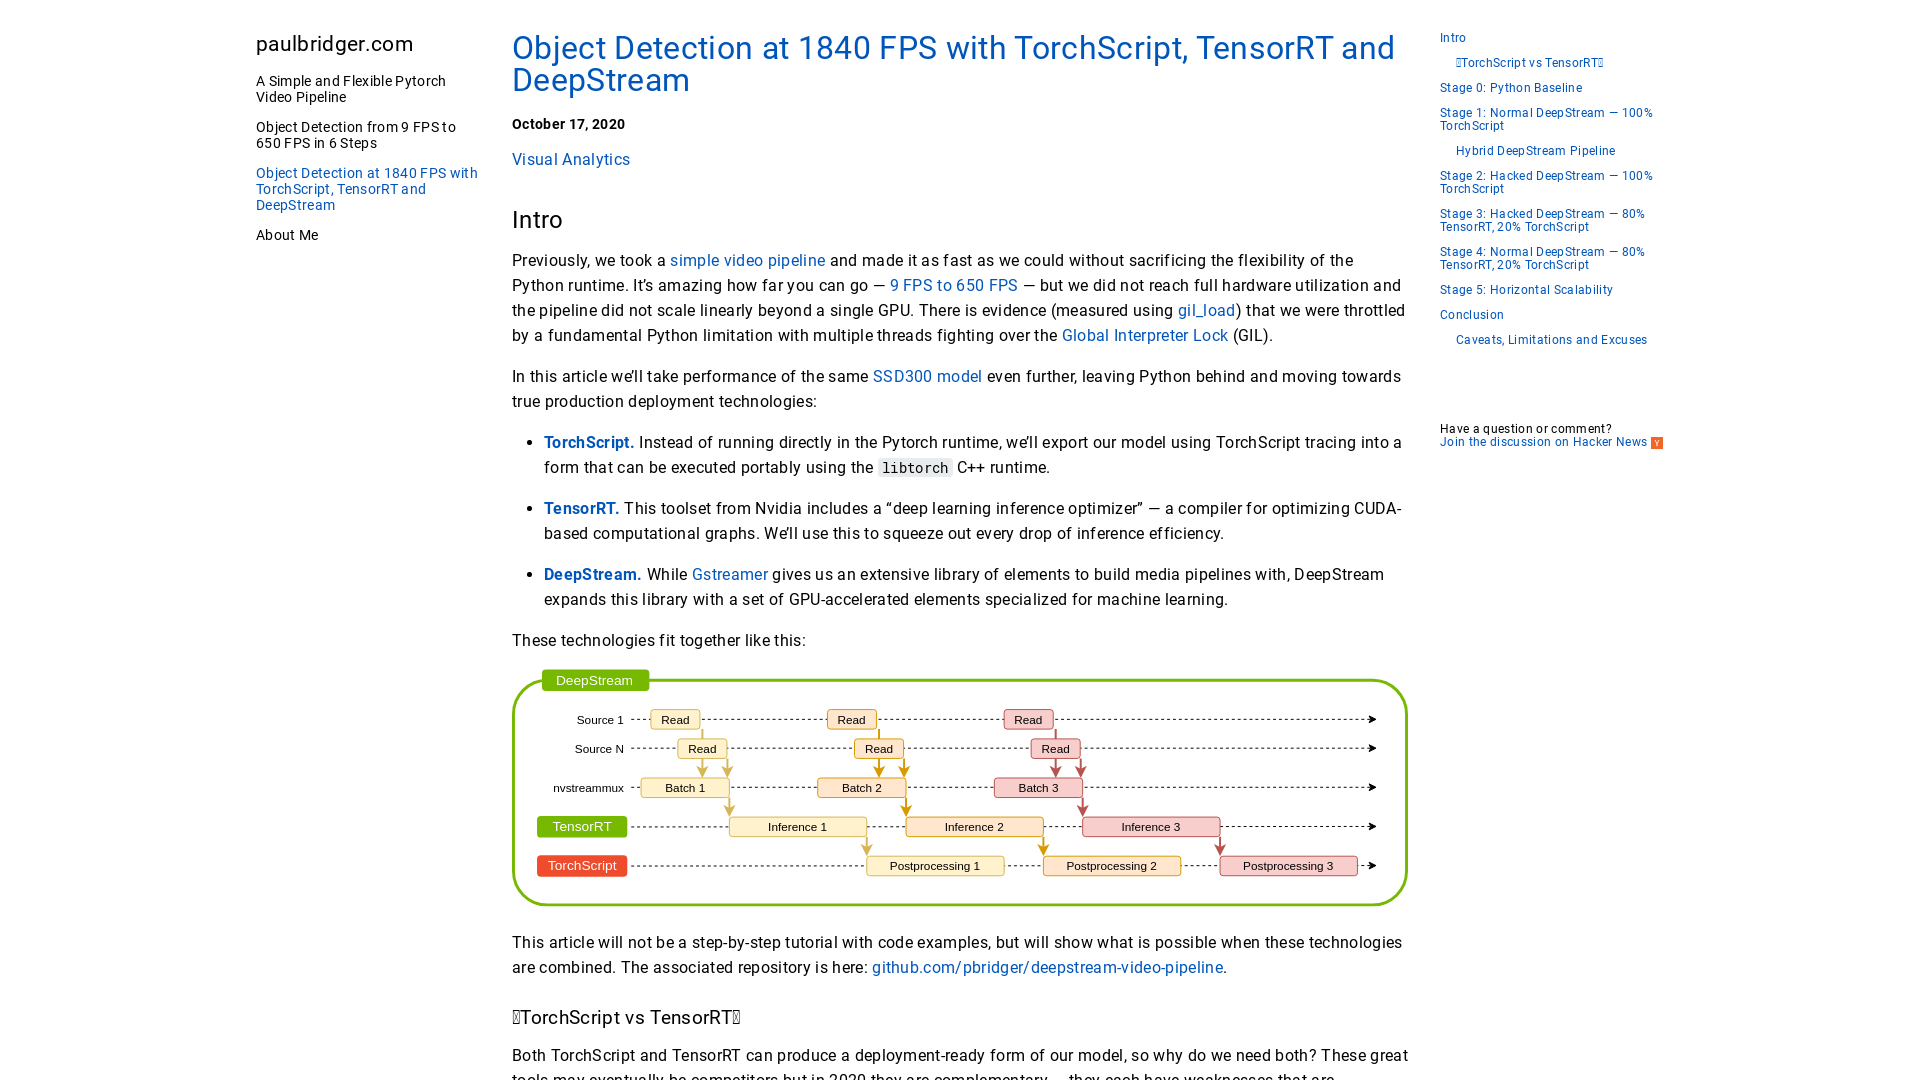 paulbridger.com
A Simple and Flexible Pytorch
Video Pipeline
Object Detection from 9 FPS to
650 FPS in 6 Steps
Object Detection at 1840 FPS with
TorchScript, TensorRT and
DeepStream
About Me
Object Detection at 1840 FPS with TorchScript, TensorRT and
DeepStream
October 17, 2020
Visual Analytics
Intro
Previously, we took a simple video pipeline and made it as fast as we could without sacrificing the flexibility of the
Python runtime. It’s amazing how far you can go — 9 FPS to 650 FPS — but we did not reach full hardware utilization and
the pipeline did not scale linearly beyond a single GPU. There is evidence (measured using gil_load) that we were throttled
by a fundamental Python limitation with multiple threads fighting over the Global Interpreter Lock (GIL).
In this article we’ll take performance of the same SSD300 model even further, leaving Python behind and moving towards
true production deployment technologies:
• TorchScript. Instead of running directly in the Pytorch runtime, we’ll export our model using TorchScript tracing into a
form that can be executed portably using the libtorch C++ runtime.
• TensorRT. This toolset from Nvidia includes a “deep learning inference optimizer” — a compiler for optimizing CUDA-
based computational graphs. We’ll use this to squeeze out every drop of inference efficiency.
• DeepStream. While Gstreamer gives us an extensive library of elements to build media pipelines with, DeepStream
expands this library with a set of GPU-accelerated elements specialized for machine learning.
These technologies fit together like this:
DeepStream
Source 1 Read Read Read
Source N Read Read Read
nvstreammux Batch 1 Batch 2 Batch 3
TensorRT Inference 1 Inference 2 Inference 3
TorchScript Postprocessing 1 Postprocessing 2 Postprocessing 3
This article will not be a step-by-step tutorial with code examples, but will show what is possible when these technologies
are combined. The associated repository is here: github.com/pbridger/deepstream-video-pipeline.
TorchScript vs TensorRT
Both TorchScript and TensorRT can produce a deployment-ready form of our model, so why do we need both? These great
tools may eventually be competitors but in 2020 they are complementary — they each have weaknesses that are
Intro
TorchScript vs TensorRT
Stage 0: Python Baseline
Stage 1: Normal DeepStream — 100%
TorchScript
Hybrid DeepStream Pipeline
Stage 2: Hacked DeepStream — 100%
TorchScript
Stage 3: Hacked DeepStream — 80%
TensorRT, 20% TorchScript
Stage 4: Normal DeepStream — 80%
TensorRT, 20% TorchScript
Stage 5: Horizontal Scalability
Conclusion
Caveats, Limitations and Excuses
Have a question or comment?
Join the discussion on Hacker News Y